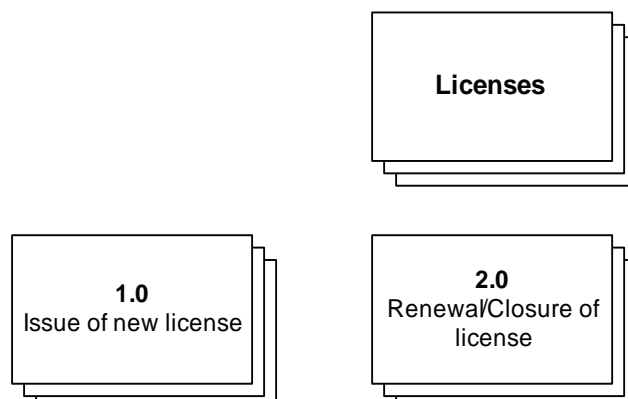 Licenses
1.0
Issue of new license
2.0
Renewal/Closure of
license